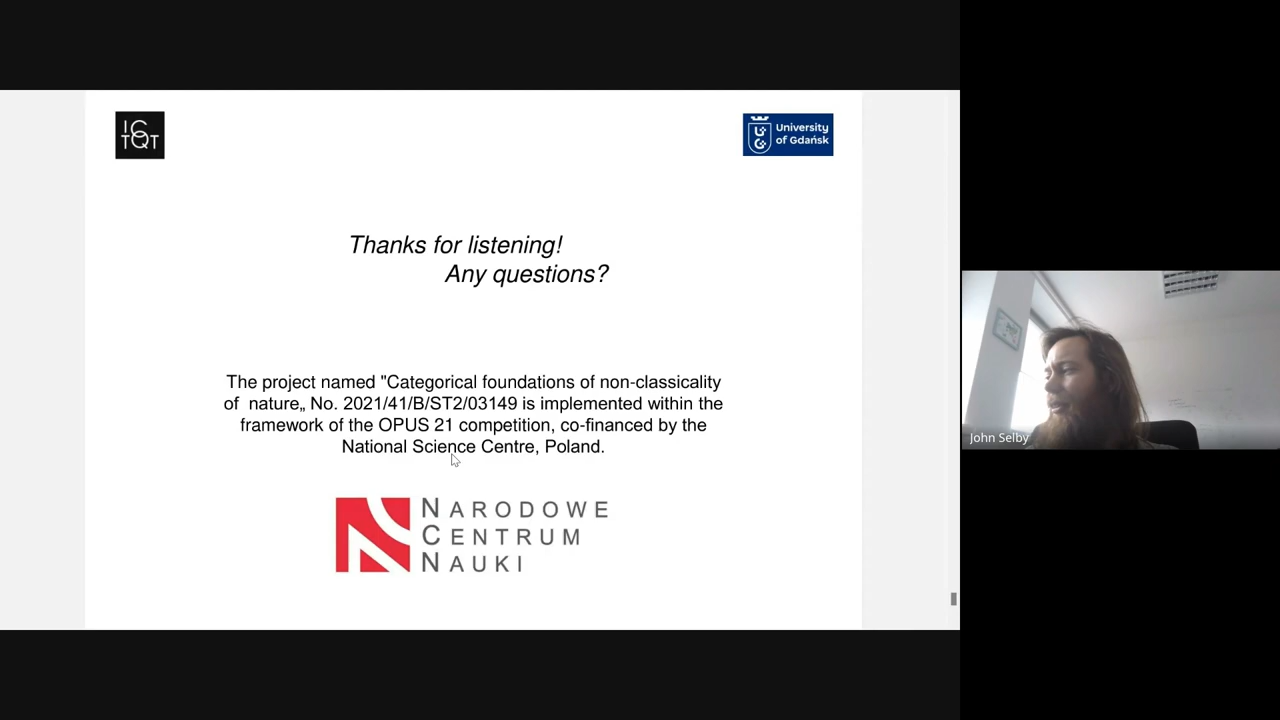 IC
TQT
University
of Gdańsk
Thanks for listening!
Any questions?
The project named "Categorical foundations of non-classicality
of nature„ No. 2021/41/B/ST2/03149 is implemented within the
framework of the OPUS 21 competition, co-financed by the
National Science Centre, Poland.
NARODOWE
CENTRUM
NAUKI
John Selby